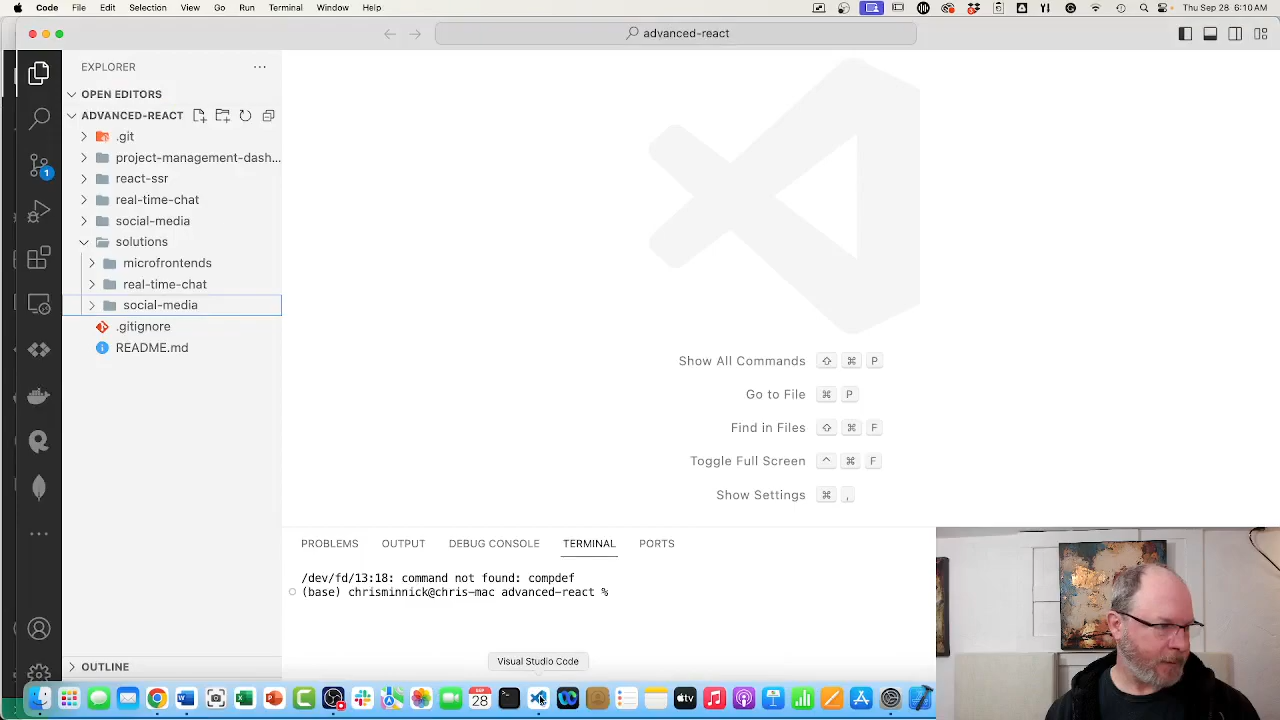 Code File Edit Selection View Go Run Terminal Window Help
Thu Sep 28 6:10 AM
advanced-react
EXPLORER
OPEN EDITORS
ADVANCED-REACT
.git
project-management-dash...
react-ssr
real-time-chat
social-media
solutions
microfrontends
real-time-chat
social-media
.gitignore
README.md
OUTLINE
1
Show All Commands ⇧ ⌘ P
Go to File ⌘ P
Find in Files ⇧ ⌘ F
Toggle Full Screen ^ ⌘ F
Show Settings ⌘ ,
PROBLEMS OUTPUT DEBUG CONSOLE TERMINAL PORTS
/dev/fd/13:18: command not found: compdef
(base) chrisminnick@chris-mac advanced-react %
Visual Studio Code
SEP
28
tv